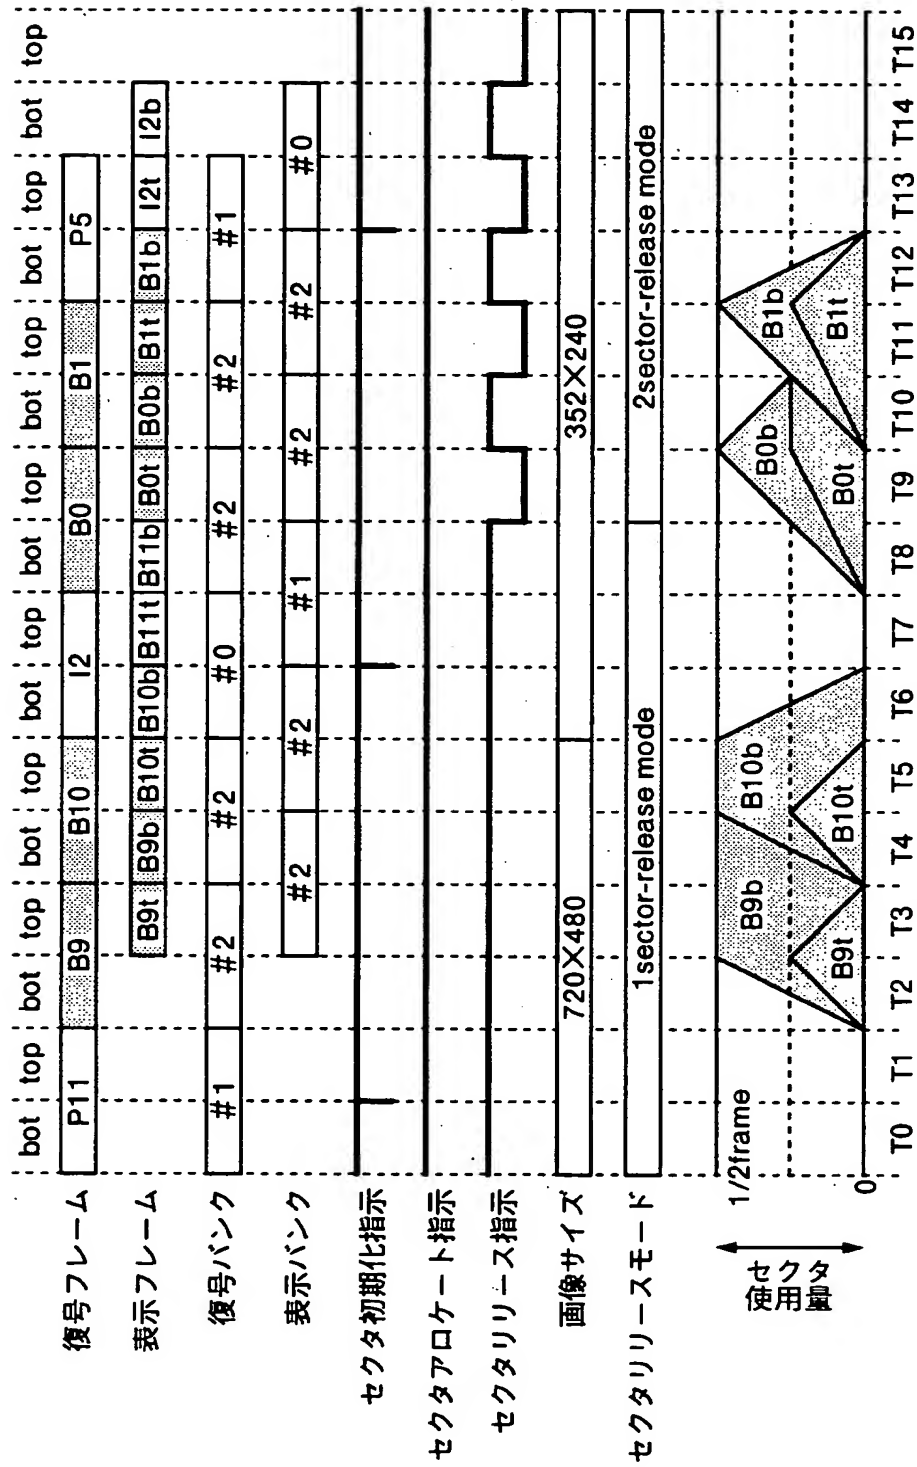 bot top bot top bot top bot top bot top bot top bot top bot top
復号フレーム P11 B9 B10 I2 B0 B1 P5
表示フレーム B9t B9b B10t B10b B11t B11b B0t B0b B1t B1b I2t I2b
復号バンク #1 #2 #2 #0 #2 #2 #1
表示バンク #2 #2 #1 #2 #2 #0
セクタ初期化指示
セクタアロケート指示
セクタリリース指示
画像サイズ 720×480 352×240
セクタリリースモード 1sector-release mode 2sector-release mode
1/2frame
セクタ
使用量
B9b B10b B0b B1b
B9t B10t B0t B1t
0
T0 T1 T2 T3 T4 T5 T6 T7 T8 T9 T10 T11 T12 T13 T14 T15